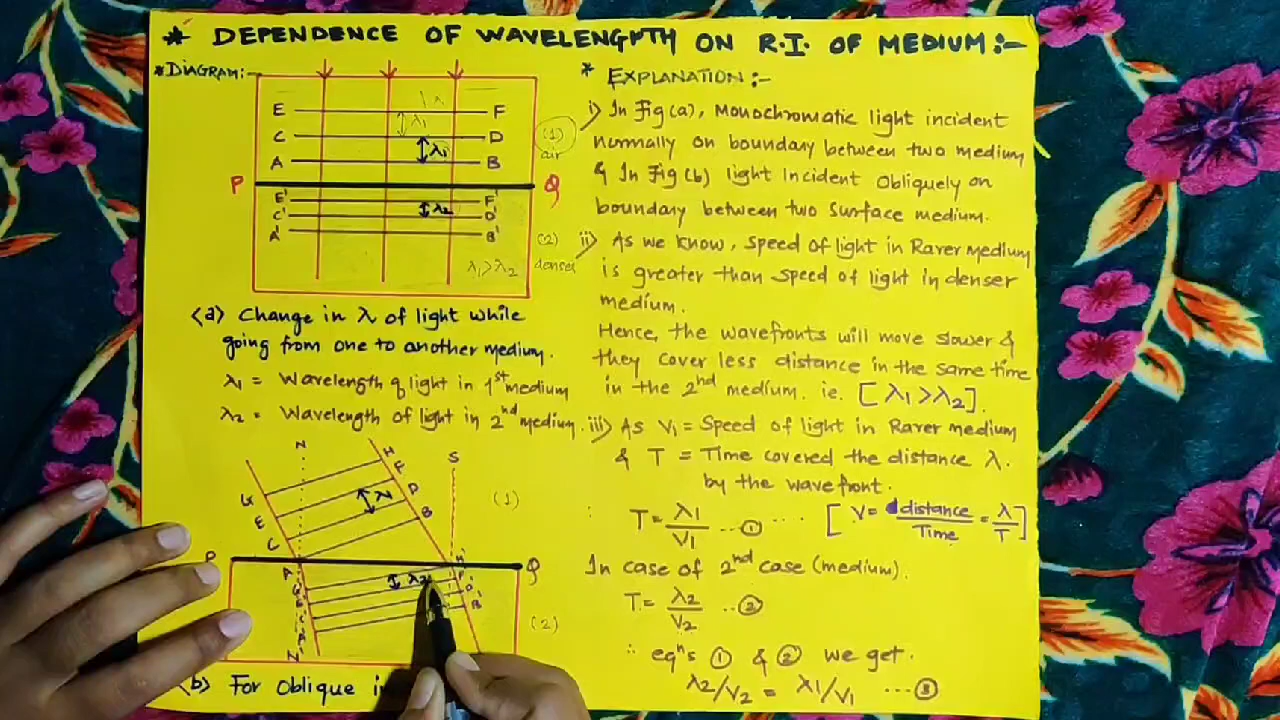 * DEPENDENCE OF WAVELENGPTH ON R.I. OF MEDIUM:-
* DIAGRAM:-
E F
λ1
C D
(1)
λ1
air
A B
P Q
E' F'
λ2
C' D'
A' B'
(2)
λ1>λ2
denser
(a) Change in λ of light while
going from one to another medium.
λ1 = Wavelength of light in 1st medium
λ2 = Wavelength of light in 2nd medium.
N
H
S
F
G
λ1
D
(1)
E
B
C
P Q
A
H'
F'
λ2
D'
B'
(2)
N'
(b) For Oblique
* EXPLANATION:-
i) In Fig(a), Monochromatic light incident
normally on boundary between two medium
& In Fig(b) light Incident Obliquely on
boundary between two Surface medium.
ii) As we know, Speed of light in Rarer medium
is greater than speed of light in denser
medium.
Hence, the wavefronts will move slower &
they cover less distance in the same time
in the 2nd medium. ie. [λ1>λ2].
iii) As V1 = Speed of light in Rarer medium
& T = Time covered the distance λ.
by the wavefront.
T = λ1/V1 ...① .... [V = distance/Time = λ/T]
In case of 2nd case (medium).
T = λ2/V2 ..②
∴ eqns ① & ② we get.
λ2/V2 = λ1/V1 ...③